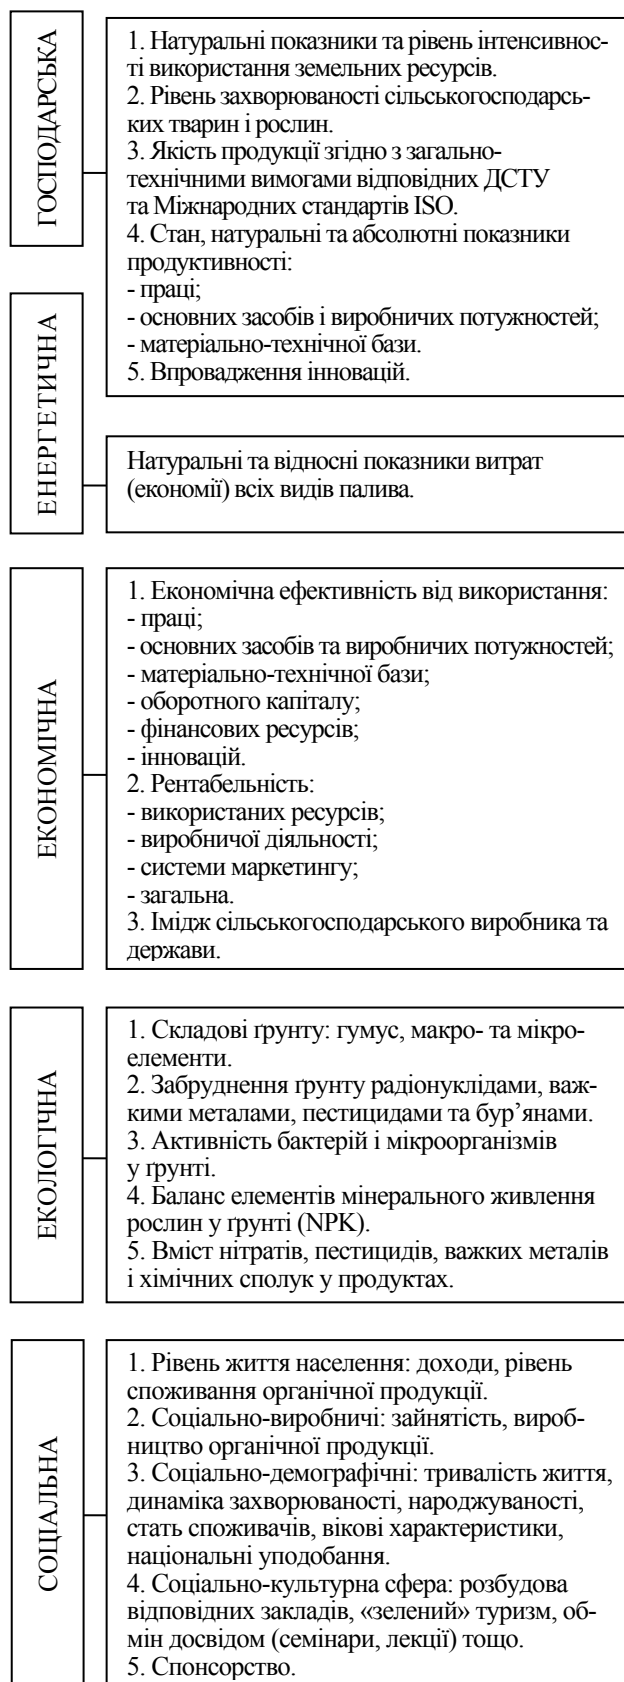 ГОСПОДАРСЬКА
1. Натуральні показники та рівень інтенсивнос-
ті використання земельних ресурсів.
2. Рівень захворюваності сільськогосподарсь-
ких тварин і рослин.
3. Якість продукції згідно з загально-
технічними вимогами відповідних ДСТУ
та Міжнародних стандартів ISO.
4. Стан, натуральні та абсолютні показники
продуктивності:
- праці;
- основних засобів і виробничих потужностей;
- матеріально-технічної бази.
5. Впровадження інновацій.
ЕНЕРГЕТИЧНА
Натуральні та відносні показники витрат
(економії) всіх видів палива.
ЕКОНОМІЧНА
1. Економічна ефективність від використання:
- праці;
- основних засобів та виробничих потужностей;
- матеріально-технічної бази;
- оборотного капіталу;
- фінансових ресурсів;
- інновацій.
2. Рентабельність:
- використаних ресурсів;
- виробничої діяльності;
- системи маркетингу;
- загальна.
3. Імідж сільськогосподарського виробника та
держави.
ЕКОЛОГІЧНА
1. Складові ґрунту: гумус, макро- та мікро-
елементи.
2. Забруднення ґрунту радіонуклідами, важ-
кими металами, пестицидами та бур’янами.
3. Активність бактерій і мікроорганізмів
у ґрунті.
4. Баланс елементів мінерального живлення
рослин у ґрунті (NPK).
5. Вміст нітратів, пестицидів, важких металів
і хімічних сполук у продуктах.
СОЦІАЛЬНА
1. Рівень життя населення: доходи, рівень
споживання органічної продукції.
2. Соціально-виробничі: зайнятість, вироб-
ництво органічної продукції.
3. Соціально-демографічні: тривалість життя,
динаміка захворюваності, народжуваності,
стать споживачів, вікові характеристики,
національні уподобання.
4. Соціально-культурна сфера: розбудова
відповідних закладів, «зелений» туризм, об-
мін досвідом (семінари, лекції) тощо.
5. Спонсорство.